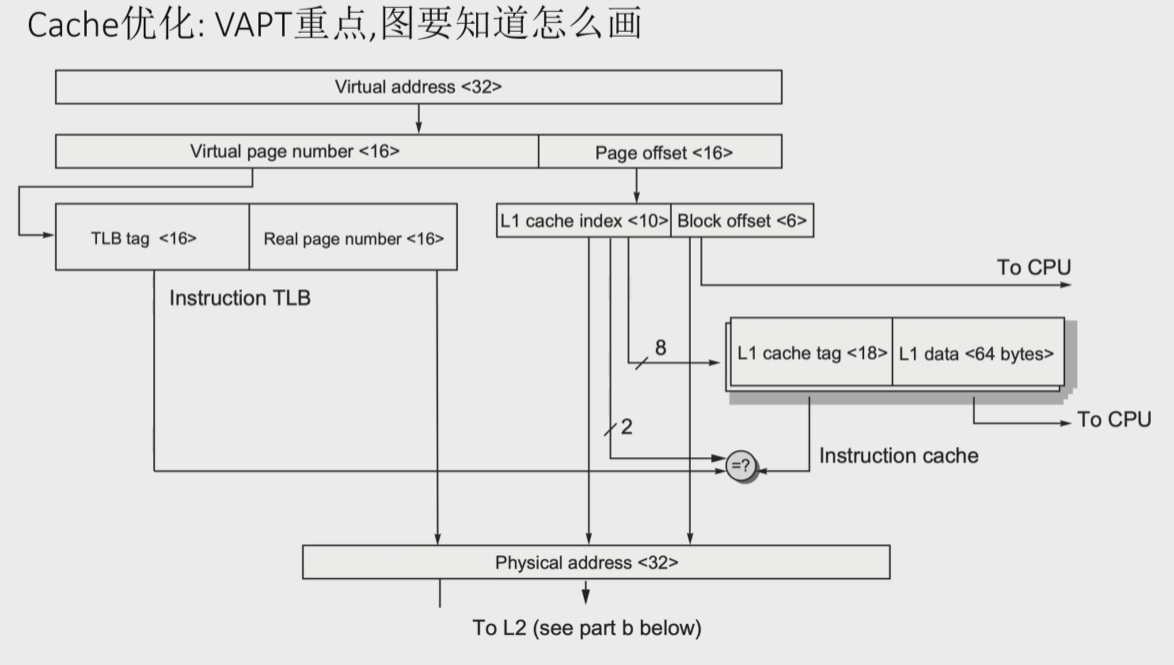 Cache优化: VAPT重点,图要知道怎么画
Virtual address <32>
Virtual page number <16>
Page offset <16>
TLB tag <16>
Real page number <16>
L1 cache index <10>
Block offset <6>
To CPU
Instruction TLB
8
L1 cache tag <18>
L1 data <64 bytes>
2
To CPU
=?
Instruction cache
Physical address <32>
To L2 (see part b below)